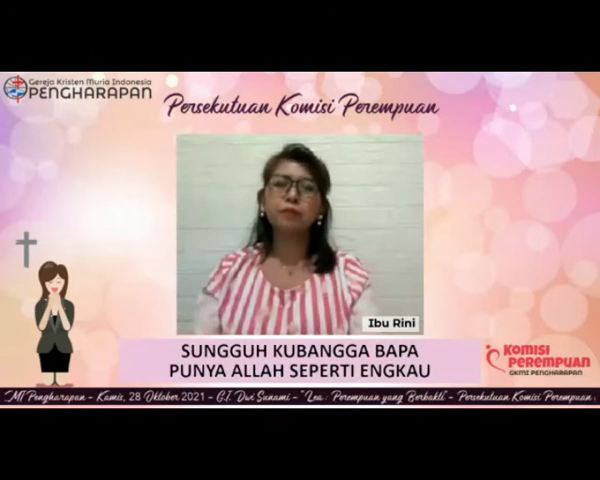 Gereja Kristen Muria Indonesia
PENGHARAPAN
Persekutuan Komisi Perempuan
Ibu Rini
SUNGGUH KUBANGGA BAPA
PUNYA ALLAH SEPERTI ENGKAU
KOMISI
PEREMPUAN
GKMI PENGHARAPAN
MI Pengharapan - Kamis, 28 Oktober 2021 - G.I. Dwi Sunami - "Lea : Perempuan yang Berbakti" - Persekutuan Komisi Perempuan